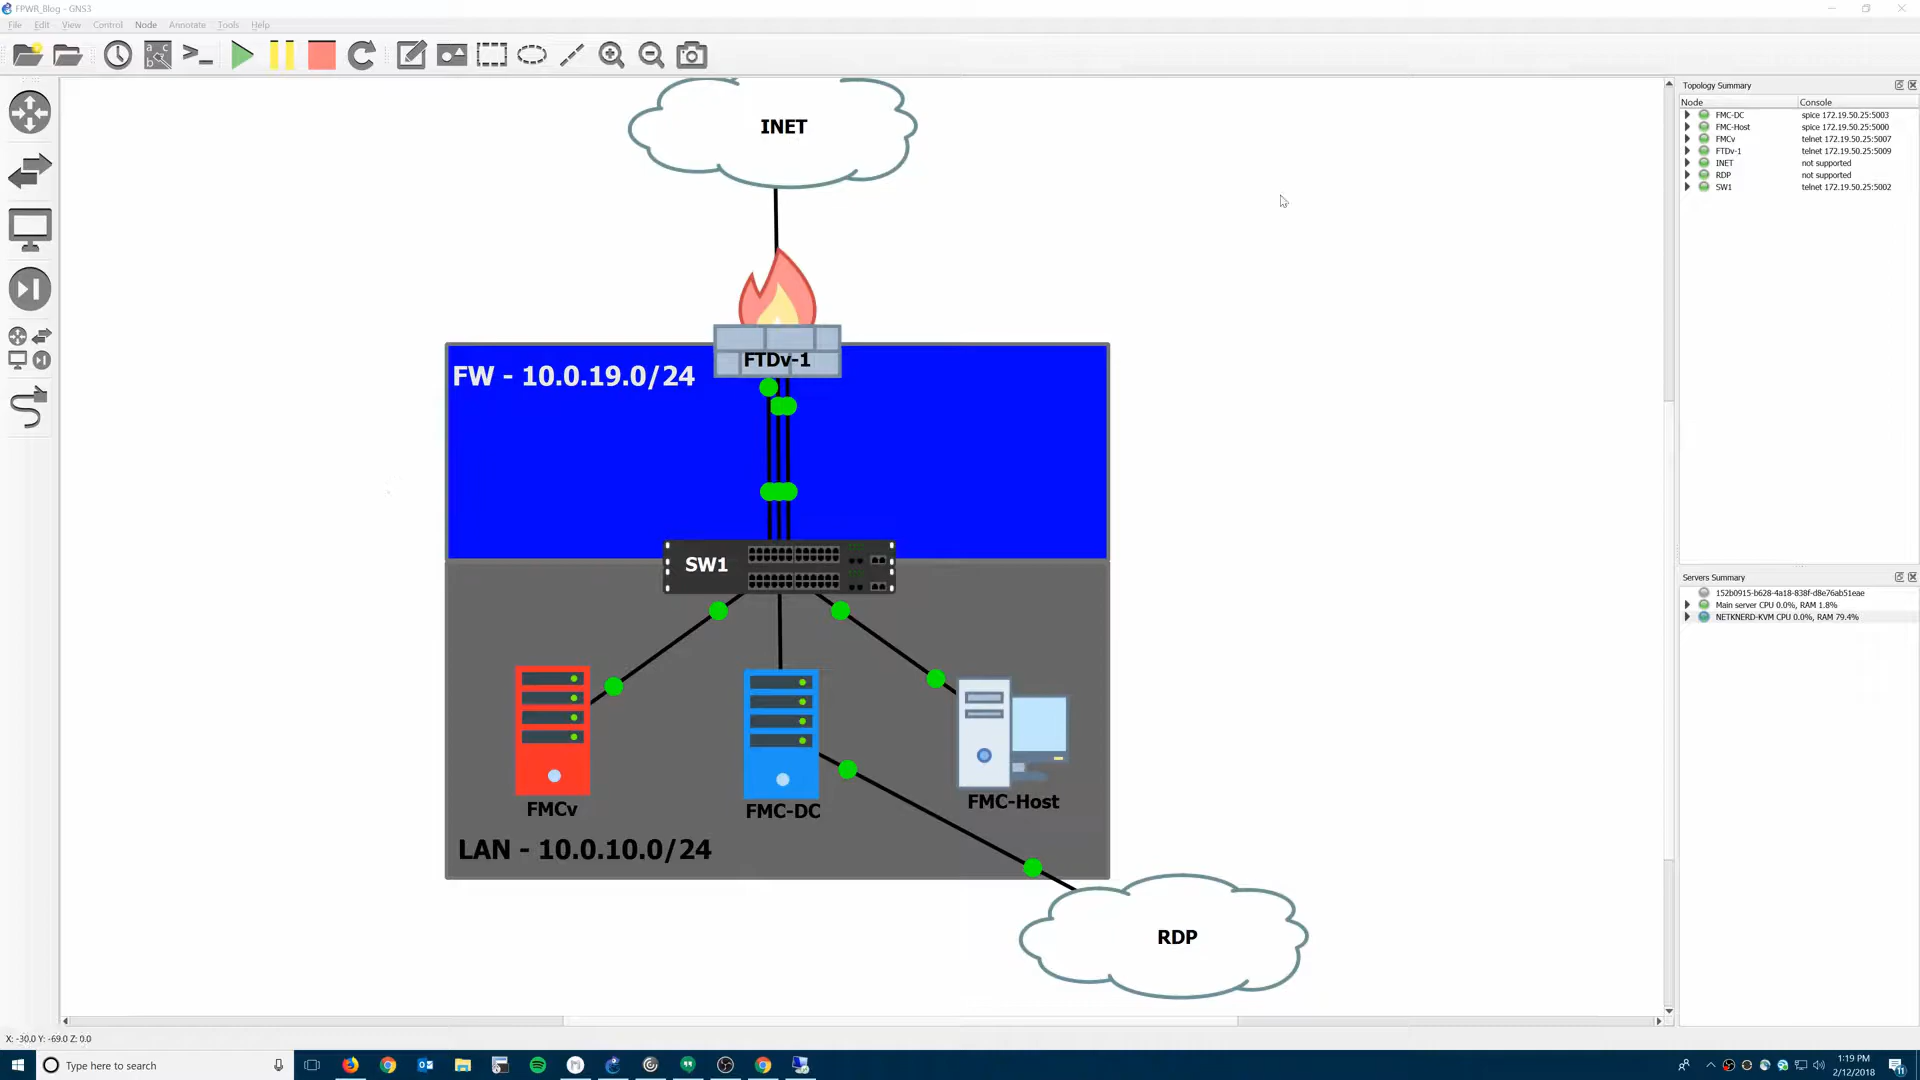 FPWR_Blog - GNS3
File Edit View Control Node Annotate Tools Help
INET
FTDv-1
FW - 10.0.19.0/24
SW1
FMCv
FMC-DC
FMC-Host
LAN - 10.0.10.0/24
RDP
Topology Summary
Node Console
FMC-DC spice 172.19.50.25:5003
FMC-Host spice 172.19.50.25:5000
FMCv telnet 172.19.50.25:5007
FTDv-1 telnet 172.19.50.25:5009
INET not supported
RDP not supported
SW1 telnet 172.19.50.25:5002
Servers Summary
152b0915-b628-4a18-838f-d8e76ab51eae
Main server CPU 0.0%, RAM 1.8%
NETKNERD-KVM CPU 0.0%, RAM 79.4%
X: -30.0 Y: -69.0 Z: 0.0
Type here to search
1:19 PM
2/12/2018